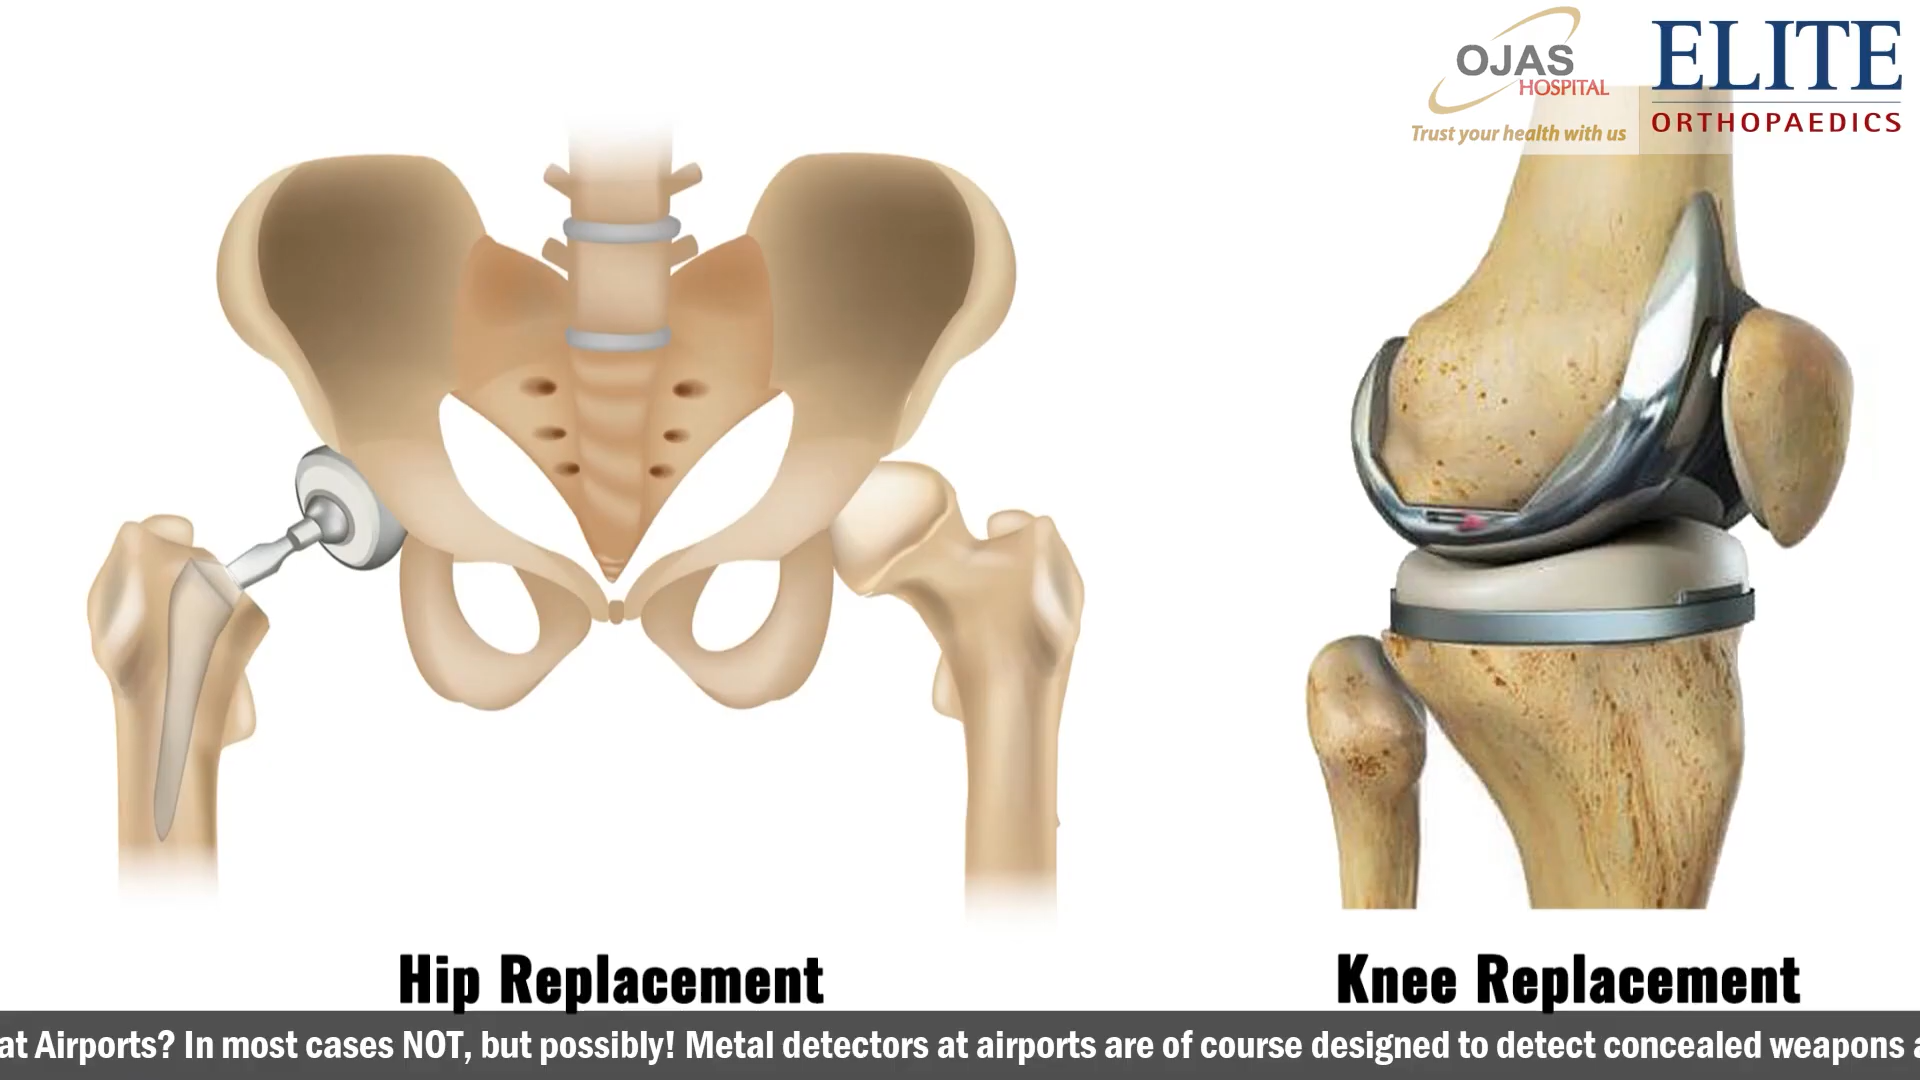 OJAS
HOSPITAL
Trust your health with us
ELITE
ORTHOPAEDICS
Hip Replacement
Knee Replacement
at Airports? In most cases NOT, but possibly! Metal detectors at airports are of course designed to detect concealed weapons